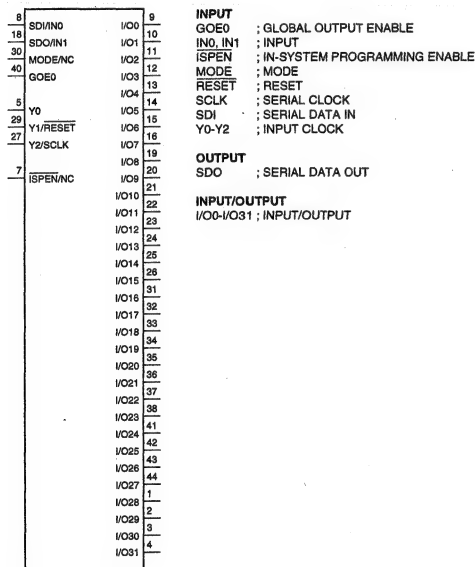 8 SDI/IN0 I/O0 9
18 SDO/IN1 I/O1 10
30 MODE/NC I/O2 11
40 GOE0 I/O3 12
I/O4 13
5 Y0 I/O5 14
29 Y1/RESET I/O6 15
27 Y2/SCLK I/O7 16
I/O8 19
7 ISPEN/NC I/O9 20
I/O10 21
I/O11 22
I/O12 23
I/O13 24
I/O14 25
I/O15 26
I/O16 31
I/O17 32
I/O18 33
I/O19 34
I/O20 35
I/O21 36
I/O22 37
I/O23 38
I/O24 41
I/O25 42
I/O26 43
I/O27 44
I/O28 1
I/O29 2
I/O30 3
I/O31 4
INPUT
GOE0 ; GLOBAL OUTPUT ENABLE
IN0, IN1 ; INPUT
ISPEN ; IN-SYSTEM PROGRAMMING ENABLE
MODE ; MODE
RESET ; RESET
SCLK ; SERIAL CLOCK
SDI ; SERIAL DATA IN
Y0-Y2 ; INPUT CLOCK
OUTPUT
SDO ; SERIAL DATA OUT
INPUT/OUTPUT
I/O0-I/O31 ; INPUT/OUTPUT